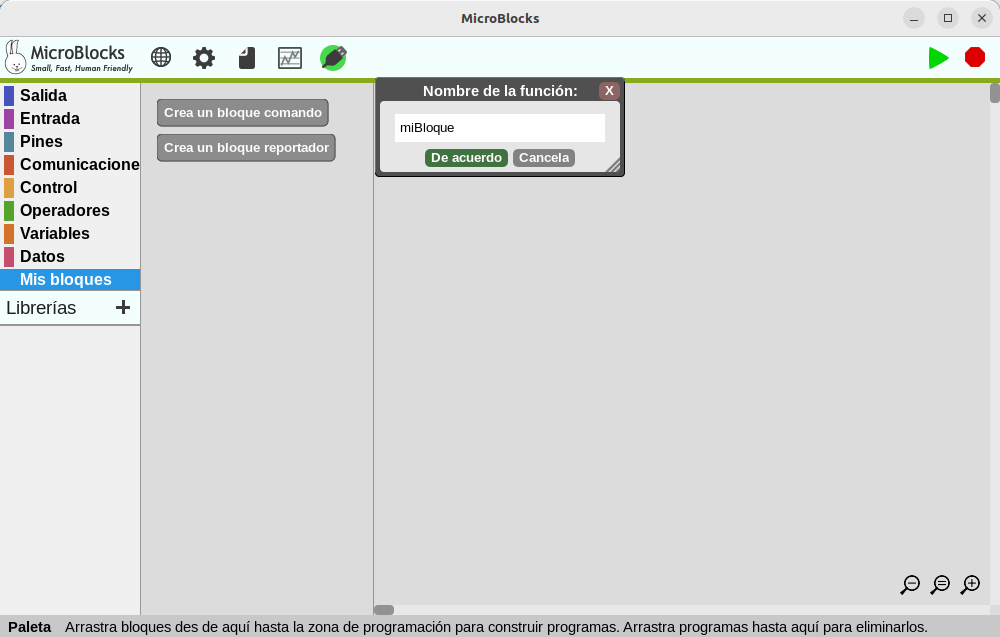 MicroBlocks
MicroBlocks
Small, Fast, Human Friendly
Nombre de la función:
X
miBloque
De acuerdo
Cancela
Salida
Entrada
Pines
Comunicacione
Control
Operadores
Variables
Datos
Mis bloques
Librerías
Crea un bloque comando
Crea un bloque reportador
Paleta Arrastra bloques des de aquí hasta la zona de programación para construir programas. Arrastra programas hasta aquí para eliminarlos.